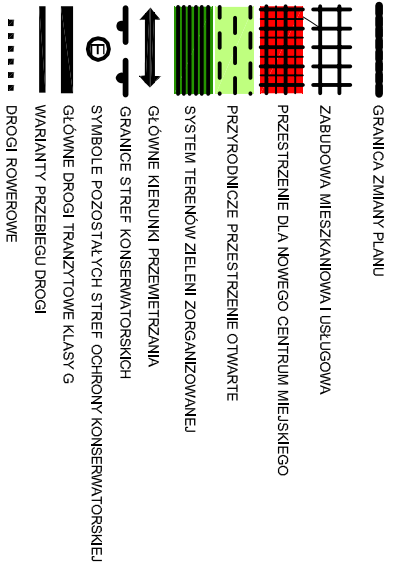 GRANICA ZMIANY PLANU
ZABUDOWA MIESZKANIOWA I USŁUGOWA
PRZESTRZENIE DLA NOWEGO CENTRUM MIEJSKIEGO
PRZYRODNICZE PRZESTRZENIE OTWARTE
SYSTEM TERENÓW ZIELENI ZORGANIZOWANEJ
GŁÓWNE KIERUNKI PRZEWIETRZANIA
GRANICE STREF KONSERWATORSKICH
E SYMBOLE POZOSTAŁYCH STREF OCHRONY KONSERWATORSKIEJ
GŁÓWNE DROGI TRANZYTOWE KLASY G
WARIANTY PRZEBIEGU DROGI
DROGI ROWEROWE